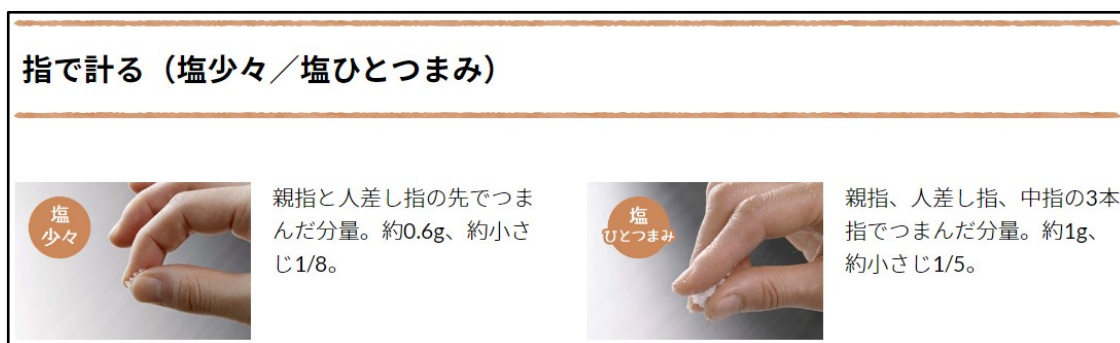 指で計る（塩少々／塩ひとつまみ）
塩
少々
親指と人差し指の先でつま
んだ分量。約0.6g、約小さ
じ1/8。
塩
ひとつまみ
親指、人差し指、中指の3本
指でつまんだ分量。約1g、
約小さじ1/5。